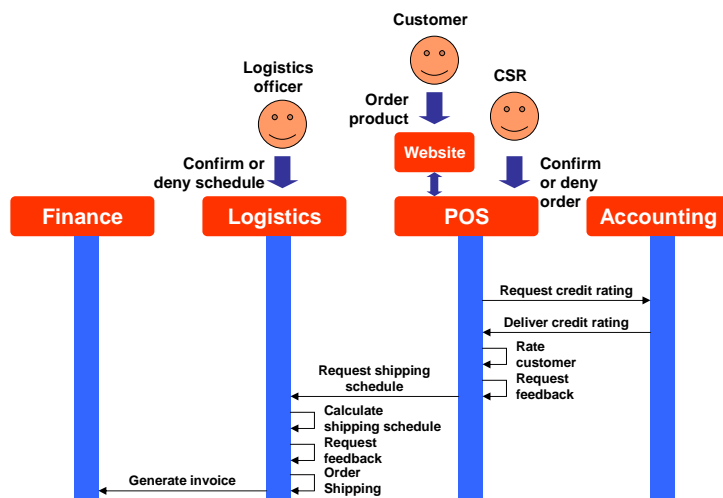 Customer
Logistics
officer
CSR
Order
product
Website
Confirm or
deny schedule
Confirm
or deny
order
Finance
Logistics
POS
Accounting
Request credit rating
Deliver credit rating
Rate
customer
Request shipping
schedule
Request
feedback
Calculate
shipping schedule
Request
feedback
Order
Shipping
Generate invoice